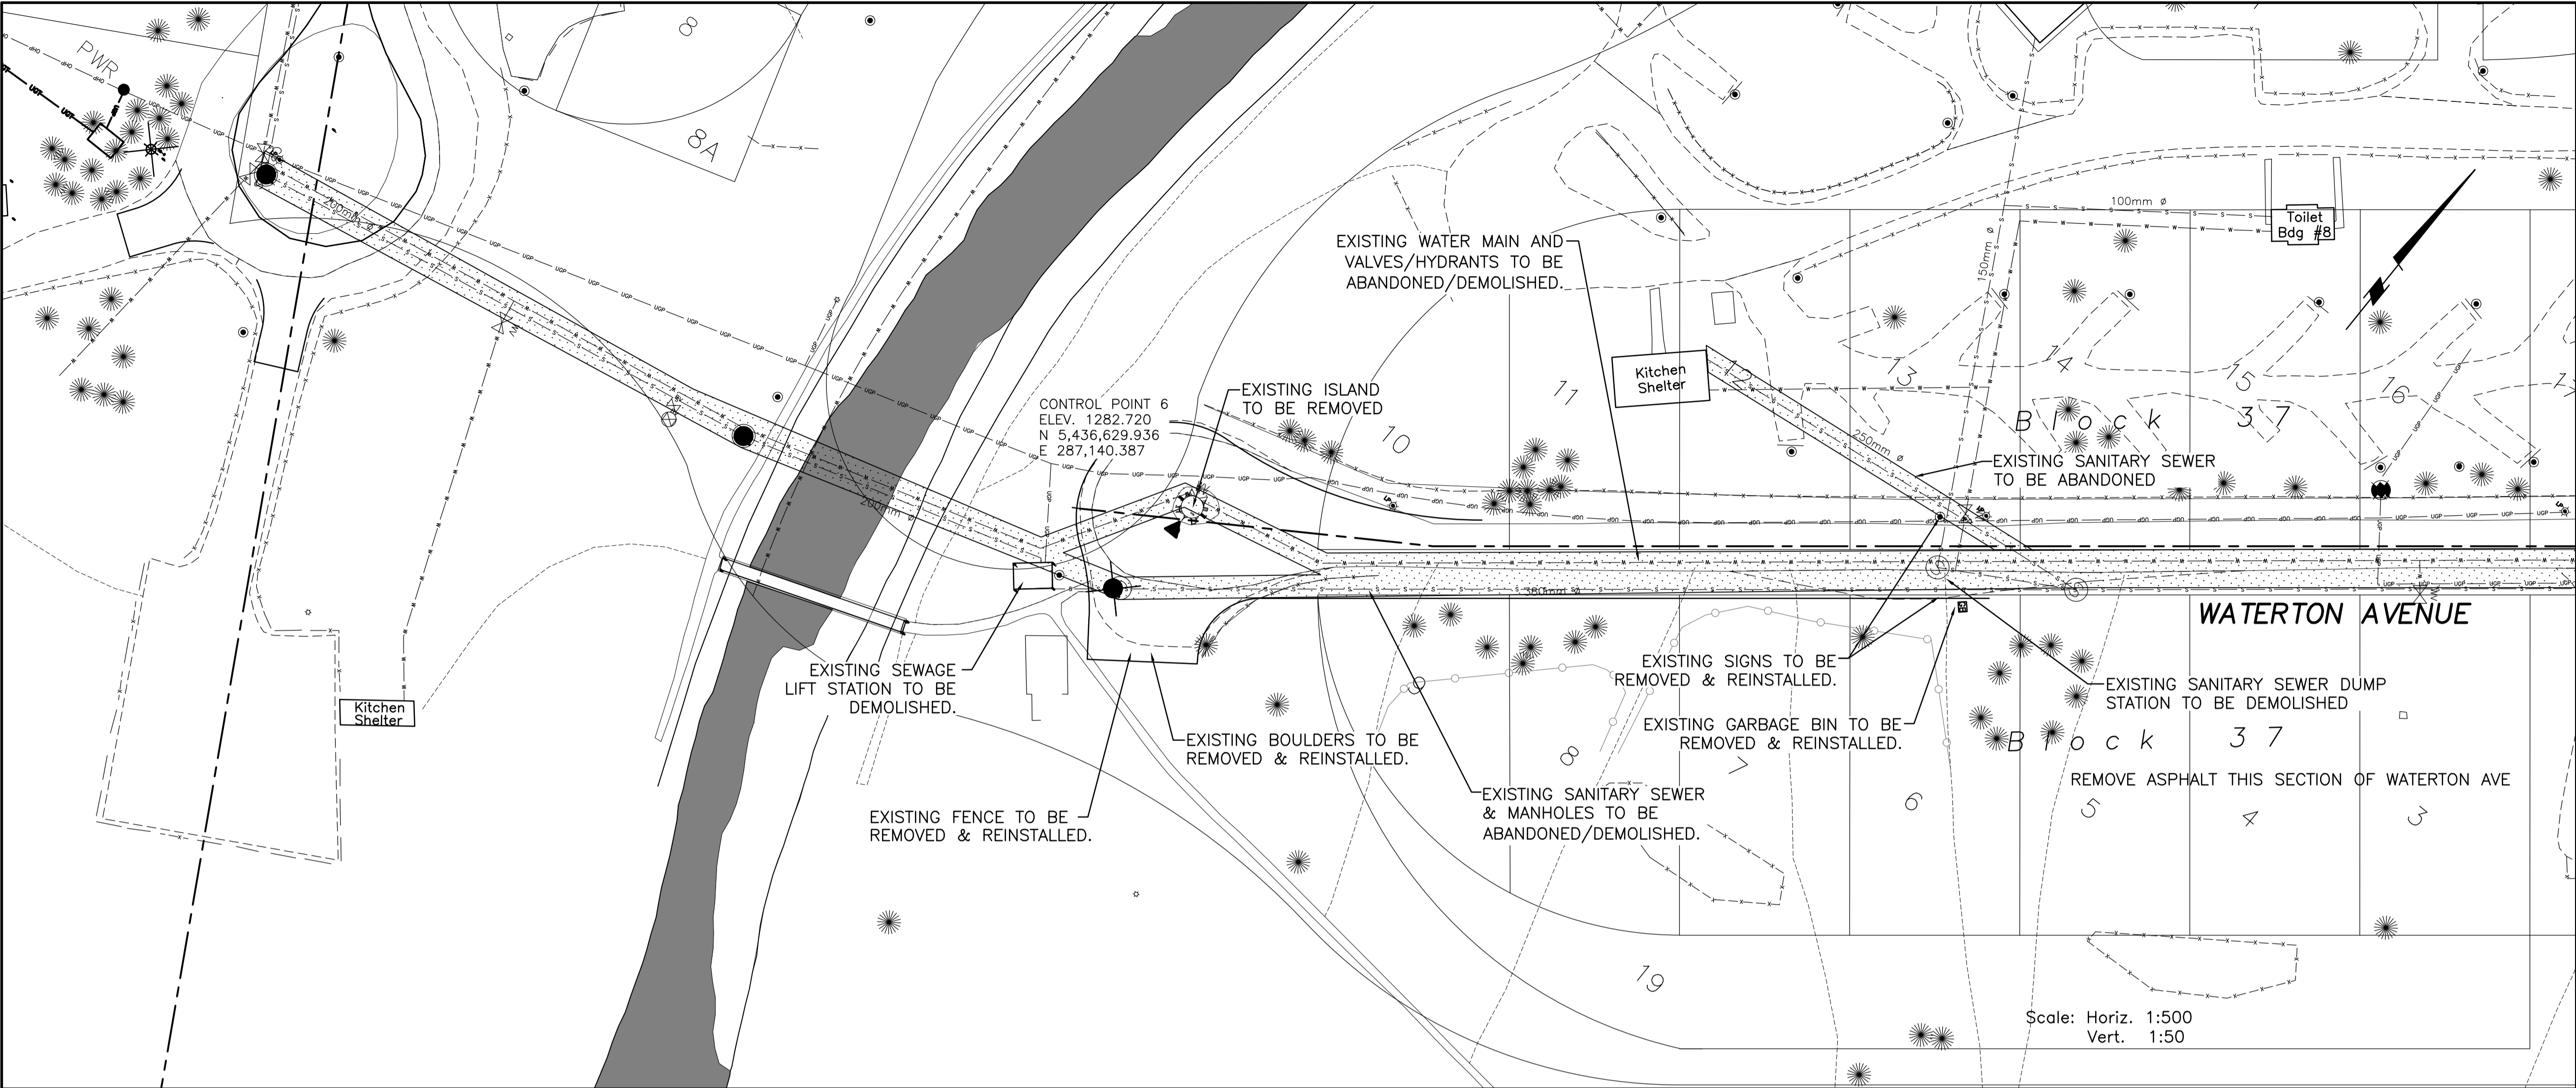 PWR
8
8A
200mm ø
100mm ø
Toilet
Bdg #8
150mm ø
EXISTING WATER MAIN AND
VALVES/HYDRANTS TO BE
ABANDONED/DEMOLISHED.
Kitchen
Shelter
10
11
12
13
14
15
16
EXISTING ISLAND
TO BE REMOVED
CONTROL POINT 6
ELEV. 1282.720
N 5,436,629.936
E 287,140.387
Block 37
250mm ø
EXISTING SANITARY SEWER
TO BE ABANDONED
200mm ø
380mm ø
WATERTON AVENUE
EXISTING SEWAGE
LIFT STATION TO BE
DEMOLISHED.
EXISTING SIGNS TO BE
REMOVED & REINSTALLED.
EXISTING SANITARY SEWER DUMP
STATION TO BE DEMOLISHED
Kitchen
Shelter
EXISTING GARBAGE BIN TO BE
REMOVED & REINSTALLED.
EXISTING BOULDERS TO BE
REMOVED & REINSTALLED.
Block 37
REMOVE ASPHALT THIS SECTION OF WATERTON AVE
EXISTING SANITARY SEWER
& MANHOLES TO BE
ABANDONED/DEMOLISHED.
EXISTING FENCE TO BE
REMOVED & REINSTALLED.
9
8
7
6
5
4
3
19
Scale: Horiz. 1:500
Vert. 1:50